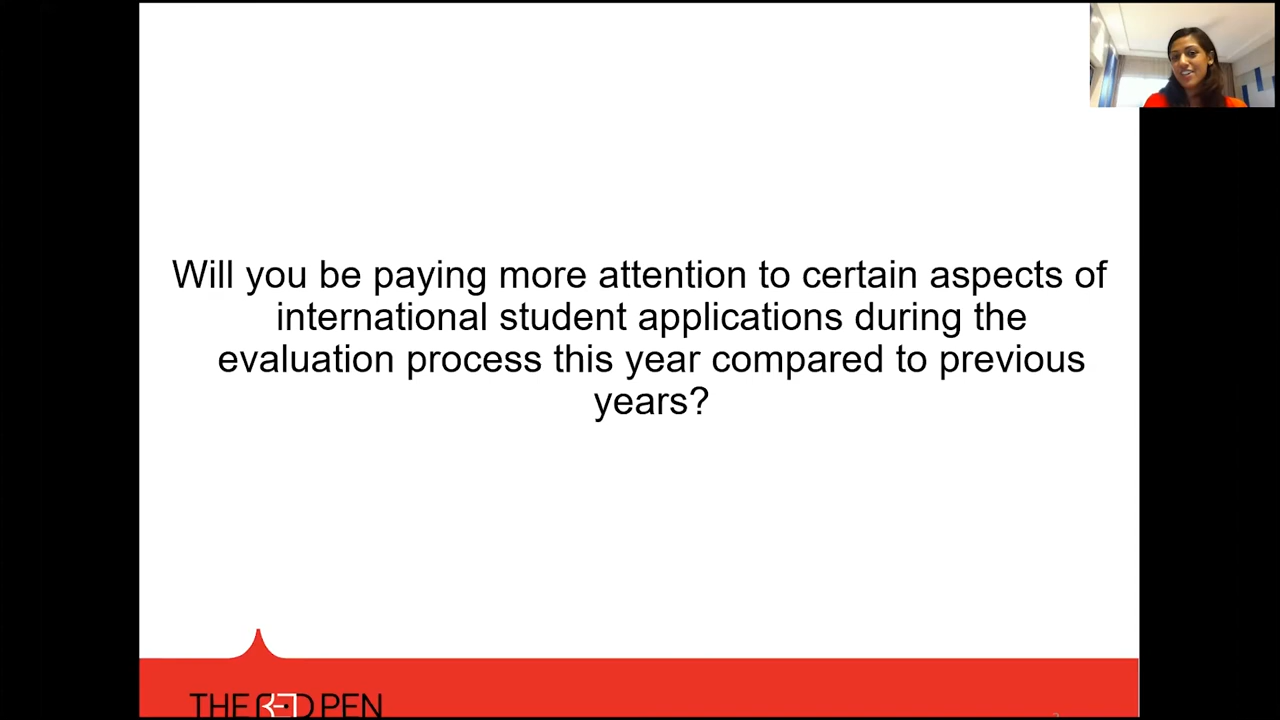 Will you be paying more attention to certain aspects of
international student applications during the
evaluation process this year compared to previous
years?
THE RED PEN